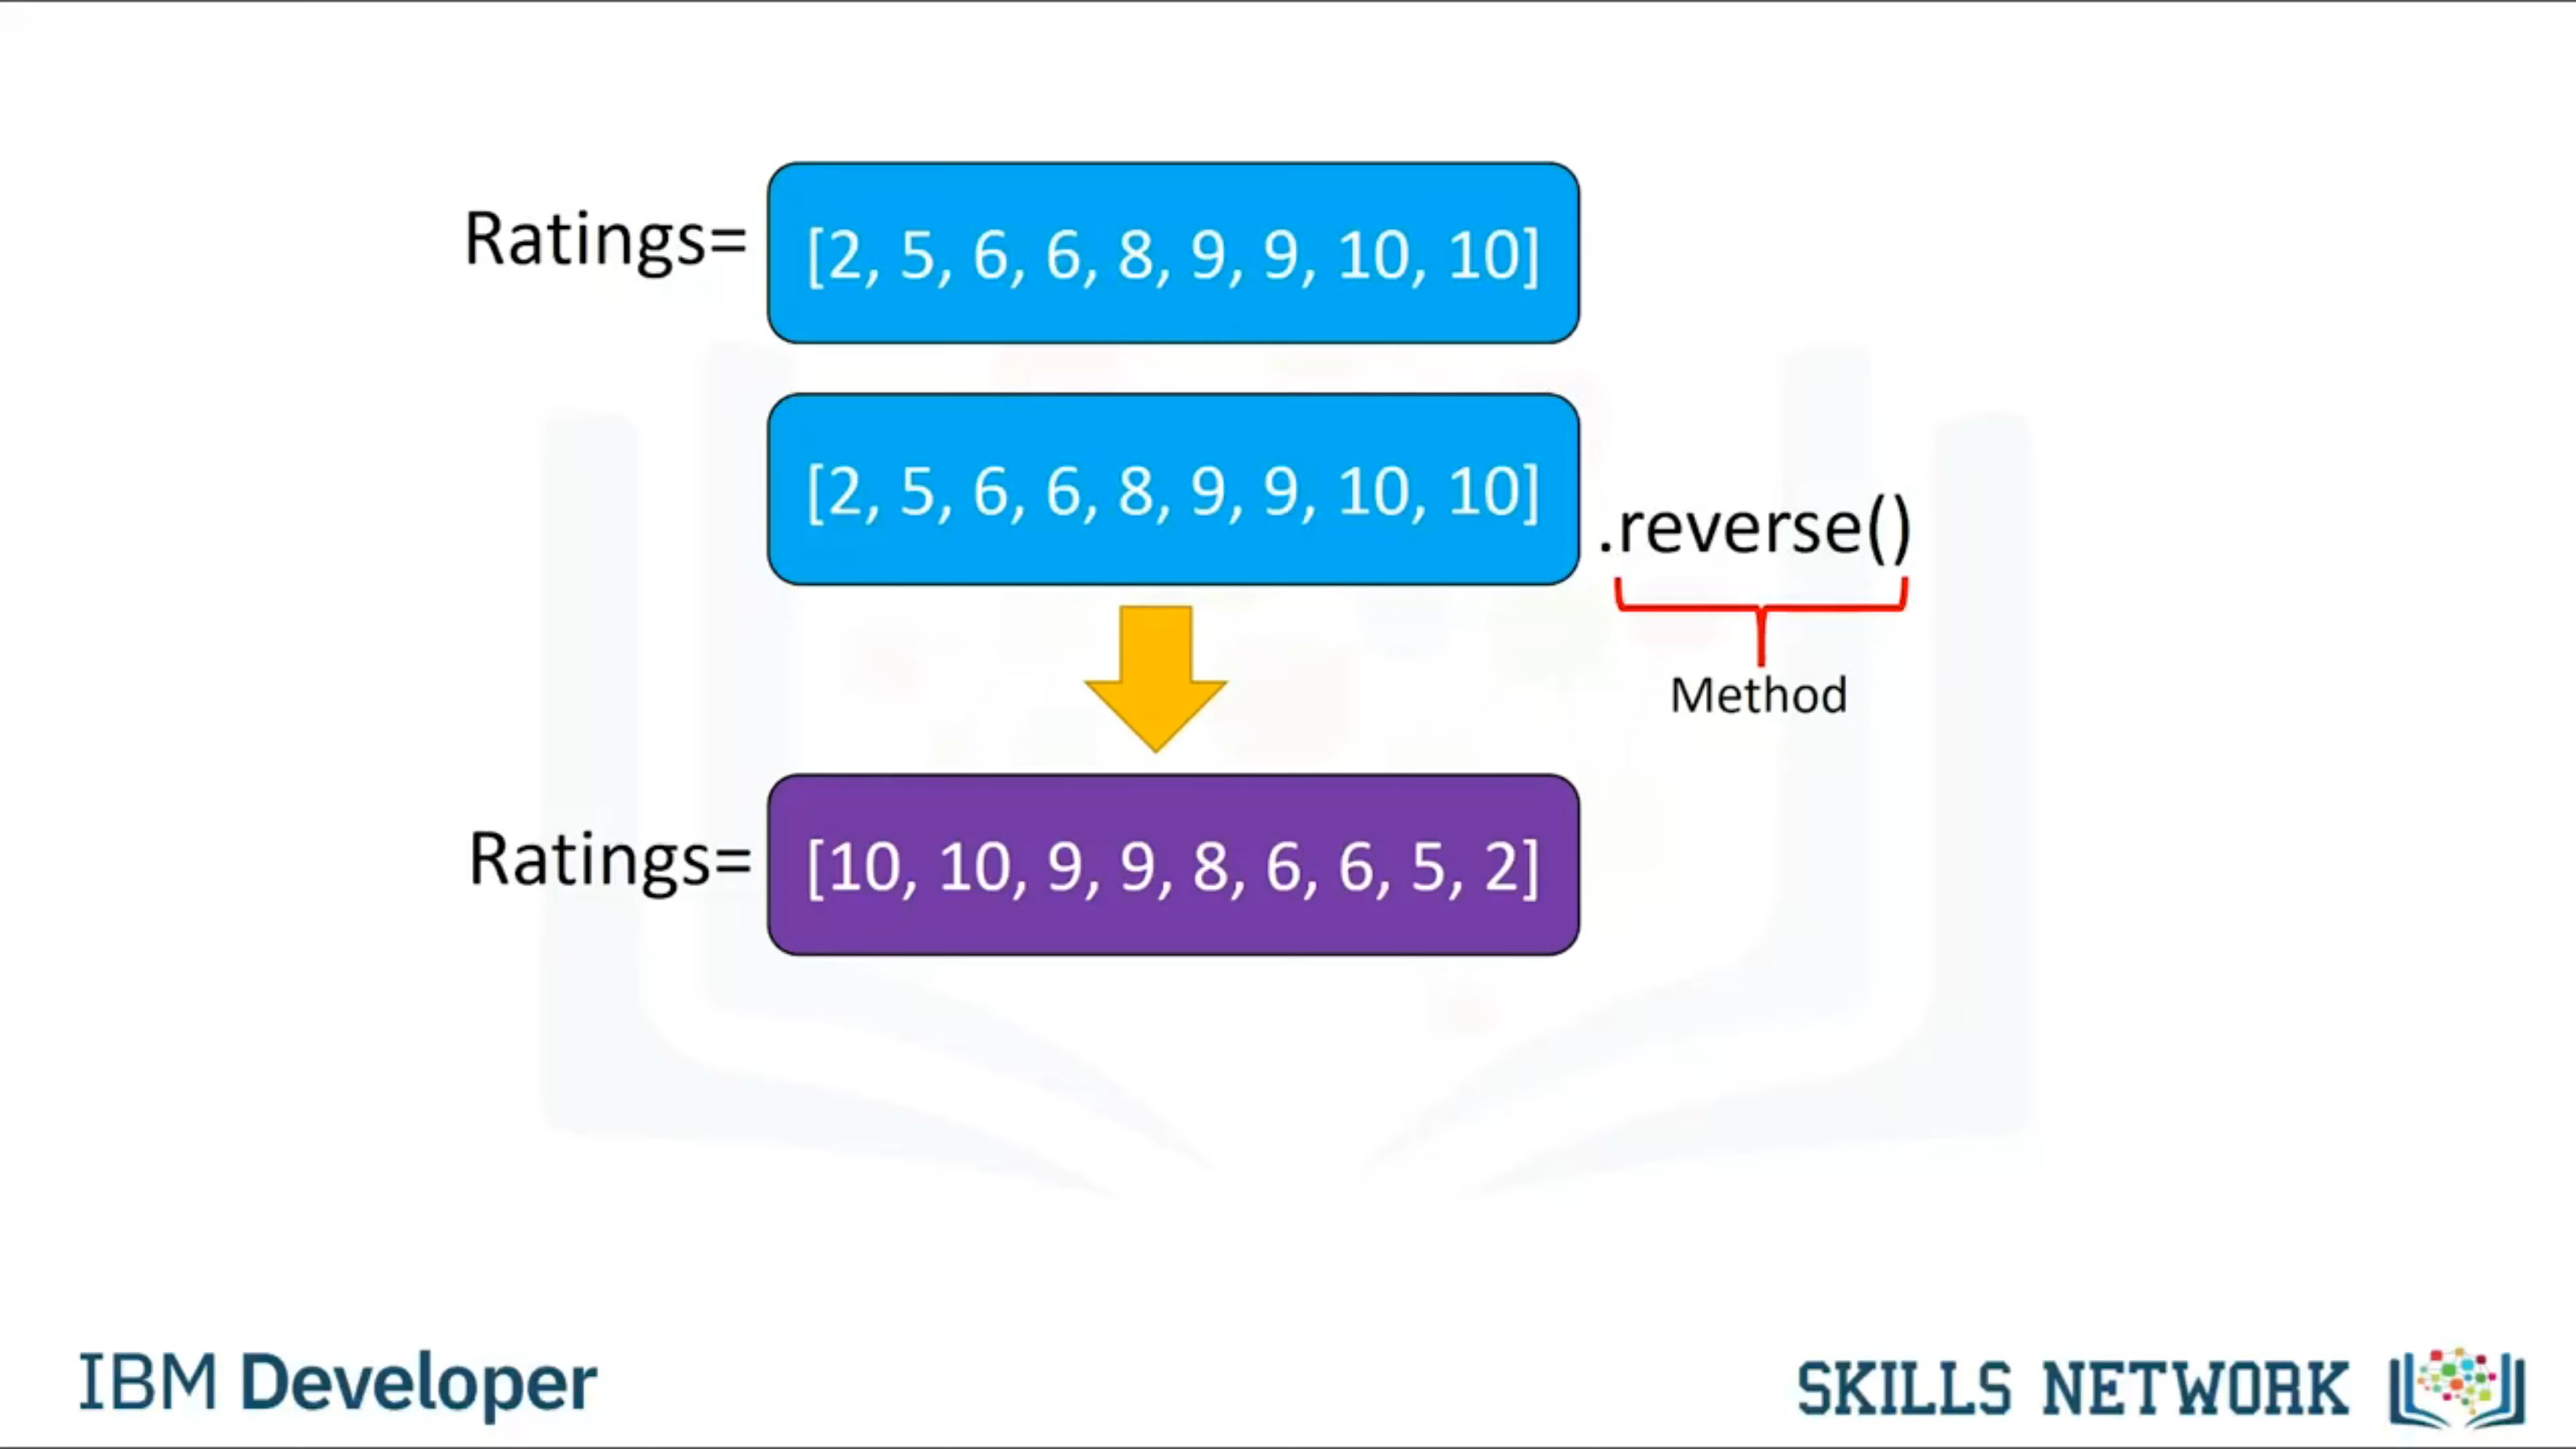 Ratings= [2, 5, 6, 6, 8, 9, 9, 10, 10]
[2, 5, 6, 6, 8, 9, 9, 10, 10] .reverse()
Method
Ratings= [10, 10, 9, 9, 8, 6, 6, 5, 2]
IBM Developer
SKILLS NETWORK